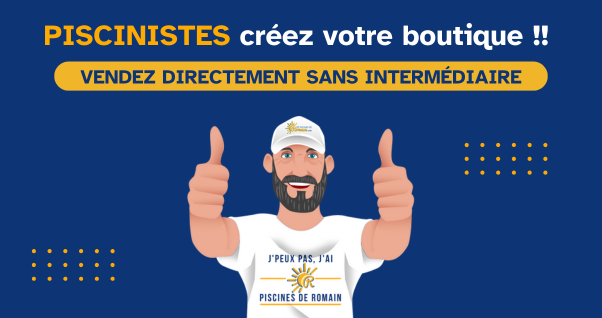 PISCINISTES créez votre boutique !!
VENDEZ DIRECTEMENT SANS INTERMÉDIAIRE
J'PEUX PAS, J'AI
R
PISCINES DE ROMAIN